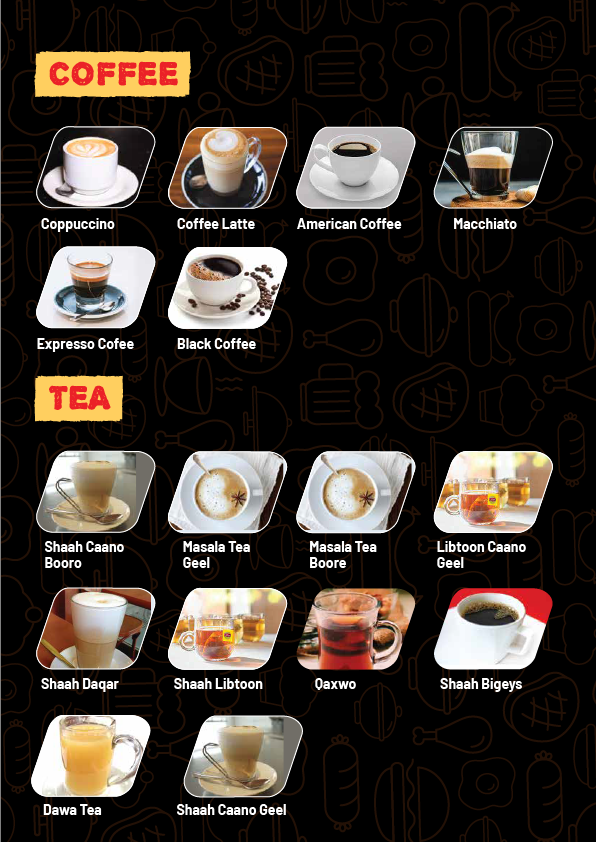 COFFEE
Coppuccino
Coffee Latte
American Coffee
Macchiato
Expresso Cofee
Black Coffee
TEA
Shaah Caano
Booro
Masala Tea
Geel
Masala Tea
Boore
Libtoon Caano
Geel
Shaah Daqar
Shaah Libtoon
Qaxwo
Shaah Bigeys
Dawa Tea
Shaah Caano Geel